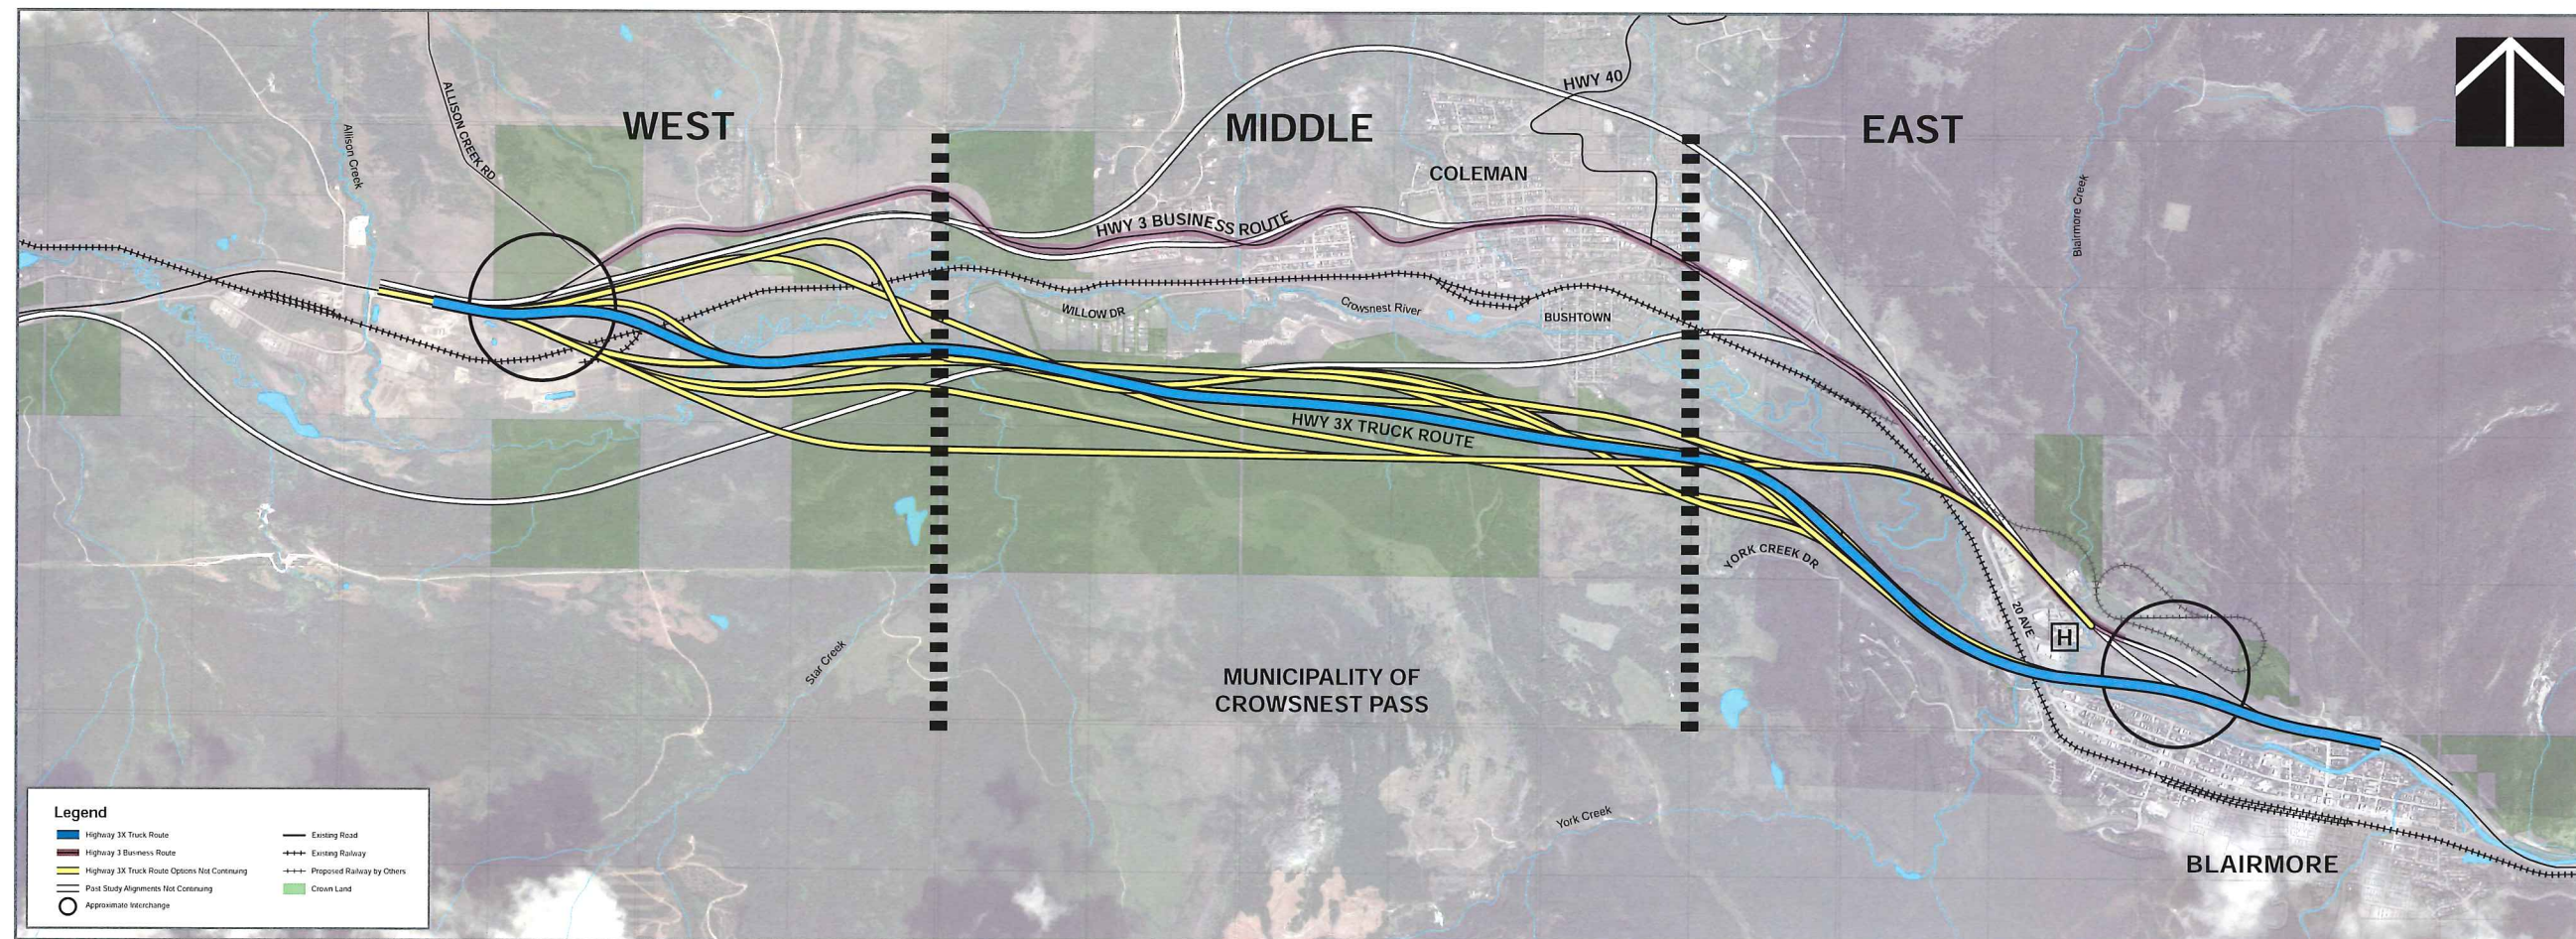 WEST
MIDDLE
EAST
HWY 40
ALLISON CREEK RD
Allison Creek
COLEMAN
Blairmore Creek
HWY 3 BUSINESS ROUTE
WILLOW DR
Crowsnest River
BUSHTOWN
HWY 3X TRUCK ROUTE
YORK CREEK DR
20 AVE
H
Star Creek
MUNICIPALITY OF
CROWSNEST PASS
York Creek
BLAIRMORE
Legend
Highway 3X Truck Route
Highway 3 Business Route
Highway 3X Truck Route Options Not Continuing
Past Study Alignments Not Continuing
Approximate Interchange
Existing Road
Existing Railway
Proposed Railway by Others
Crown Land